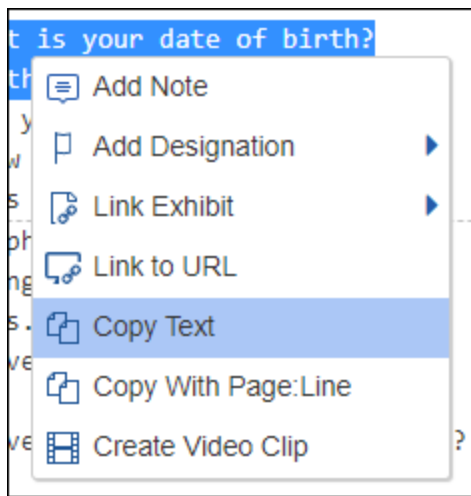 t is your date of birth?
Add Note
Add Designation
Link Exhibit
Link to URL
Copy Text
Copy With Page:Line
Create Video Clip